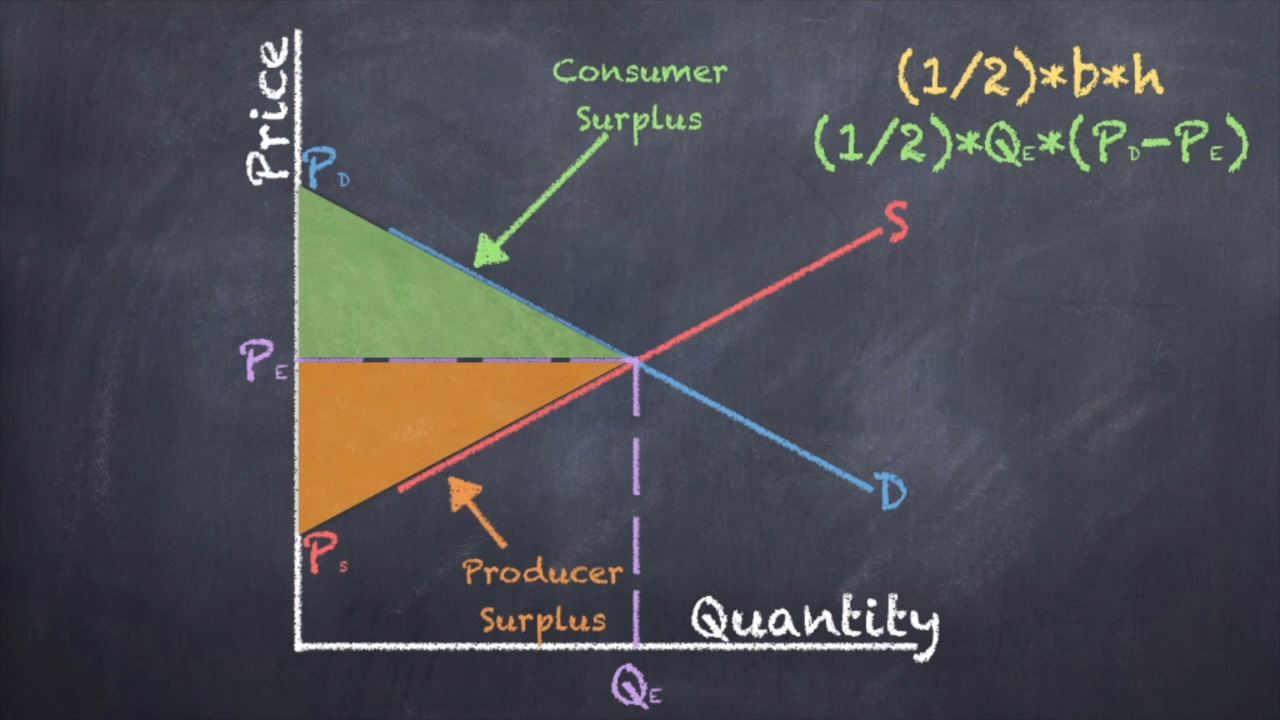 Price
Consumer
Surplus
(1/2)*b*h
(1/2)*QE*(PD-PE)
PD
S
PE
D
PS
Producer
Surplus
Quantity
QE